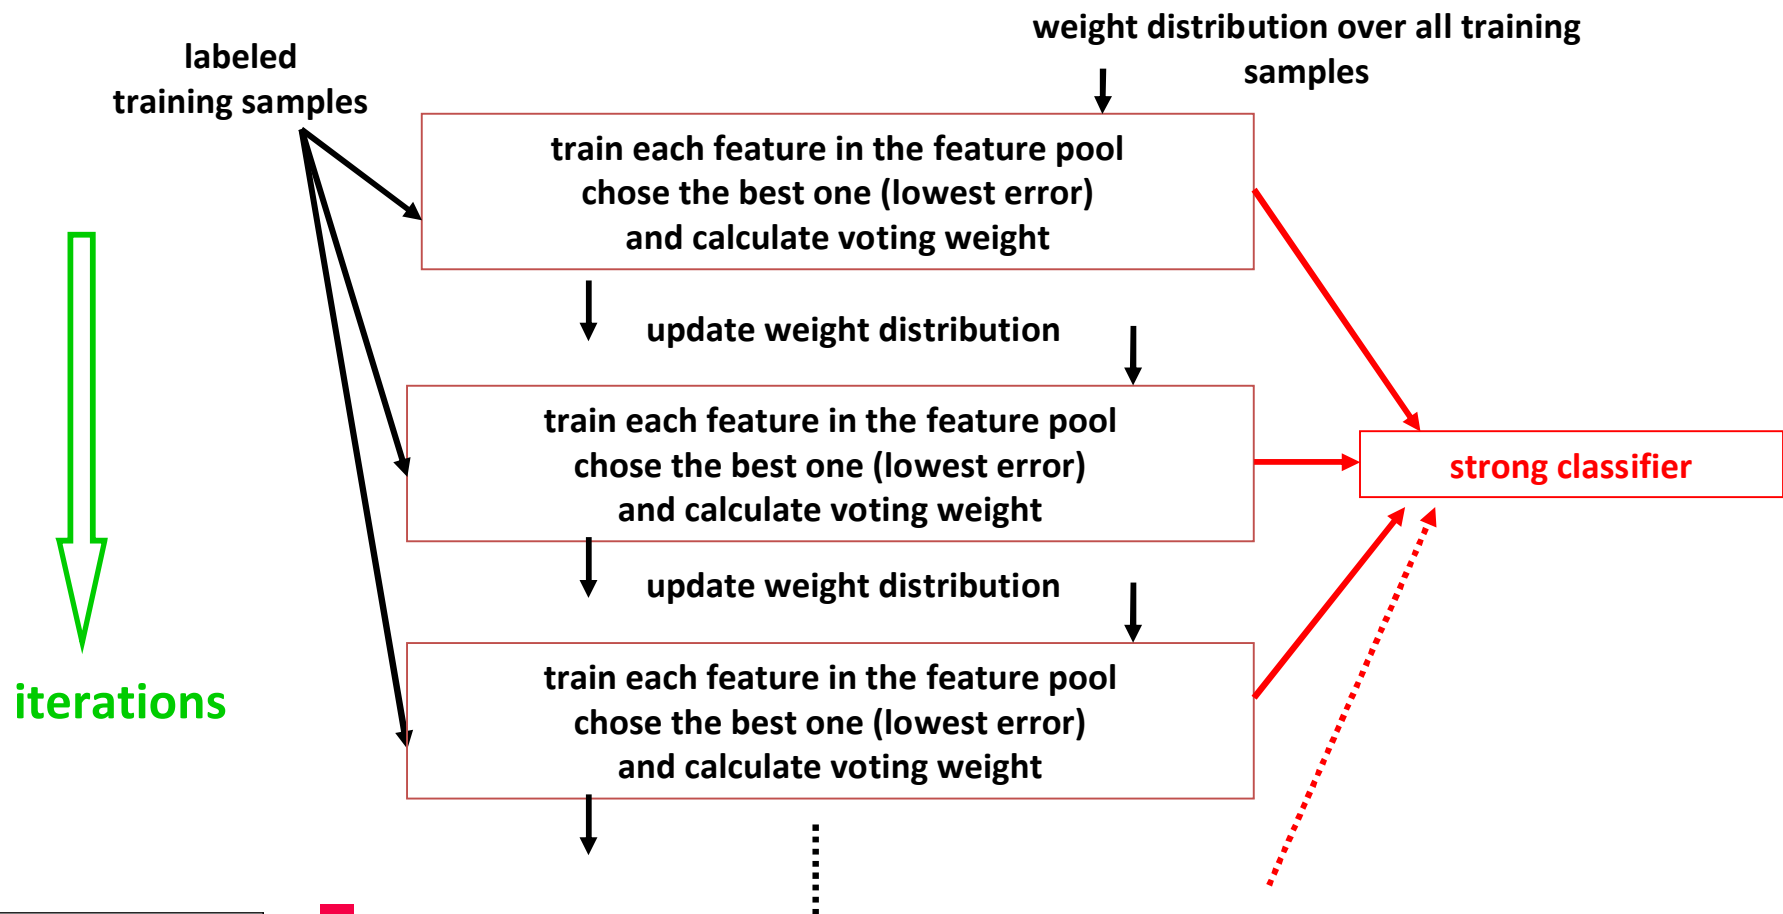 weight distribution over all training
samples
labeled
training samples
train each feature in the feature pool
chose the best one (lowest error)
and calculate voting weight
update weight distribution
train each feature in the feature pool
chose the best one (lowest error)
and calculate voting weight
strong classifier
update weight distribution
train each feature in the feature pool
chose the best one (lowest error)
and calculate voting weight
iterations